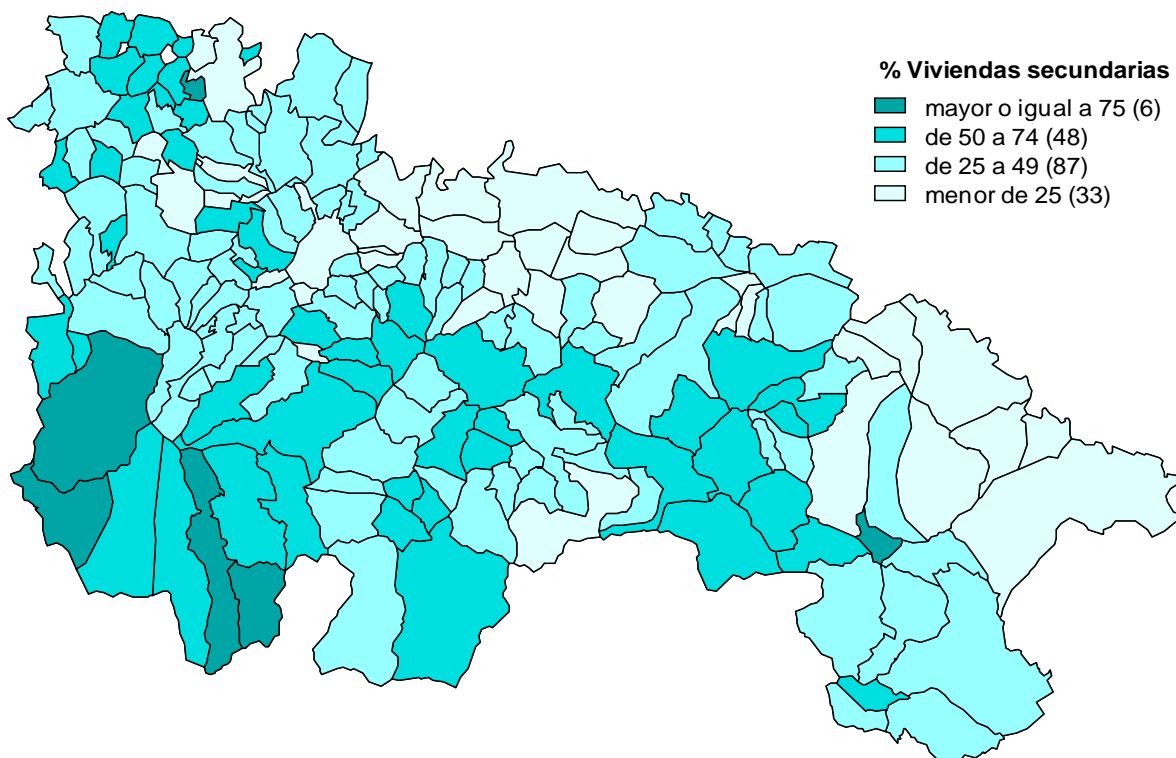 % Viviendas secundarias
mayor o igual a 75 (6)
de 50 a 74 (48)
de 25 a 49 (87)
menor de 25 (33)